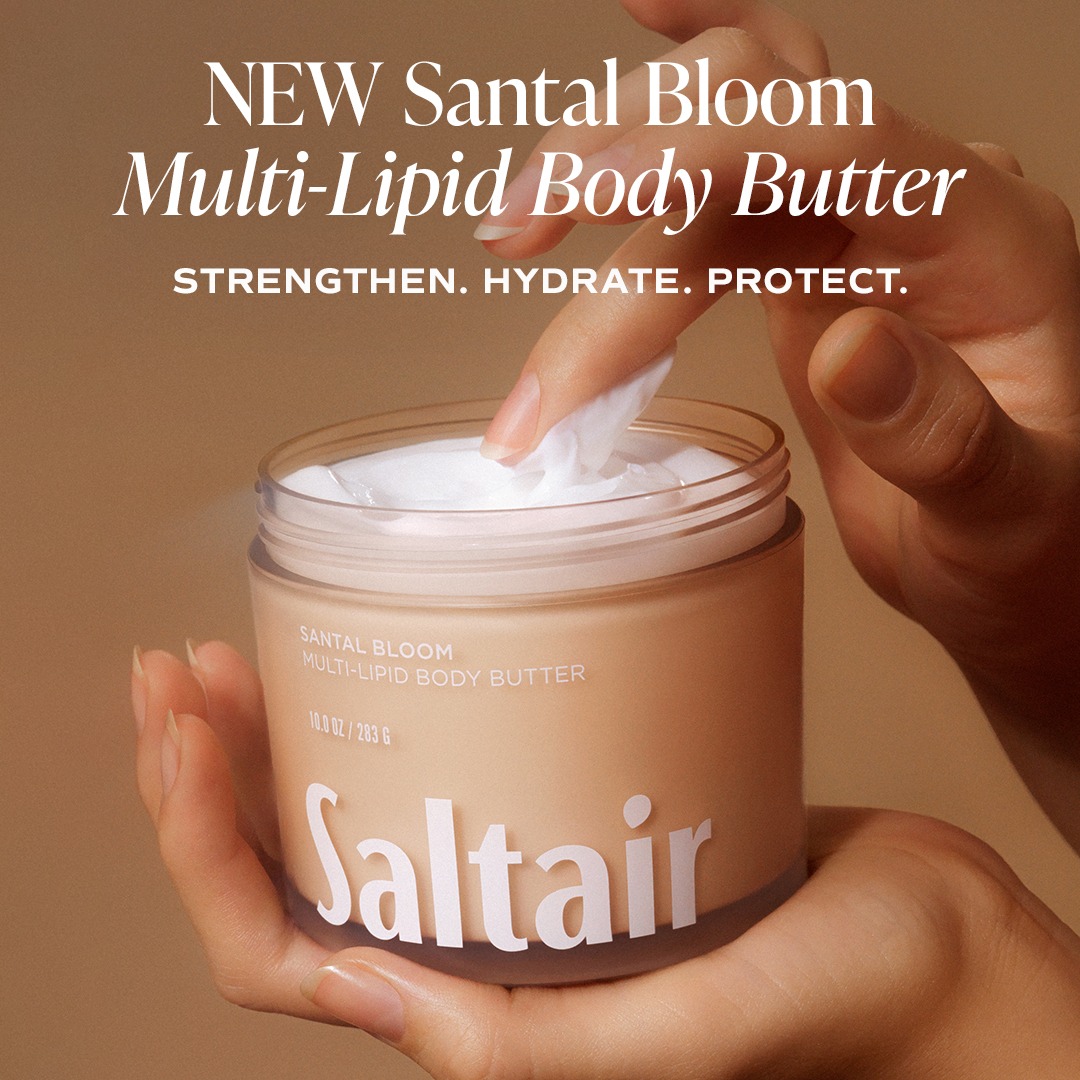 NEW Santal Bloom
Multi-Lipid Body Butter
STRENGTHEN. HYDRATE. PROTECT.
SANTAL BLOOM
MULTI-LIPID BODY BUTTER
10.0 OZ / 283 G
Saltair